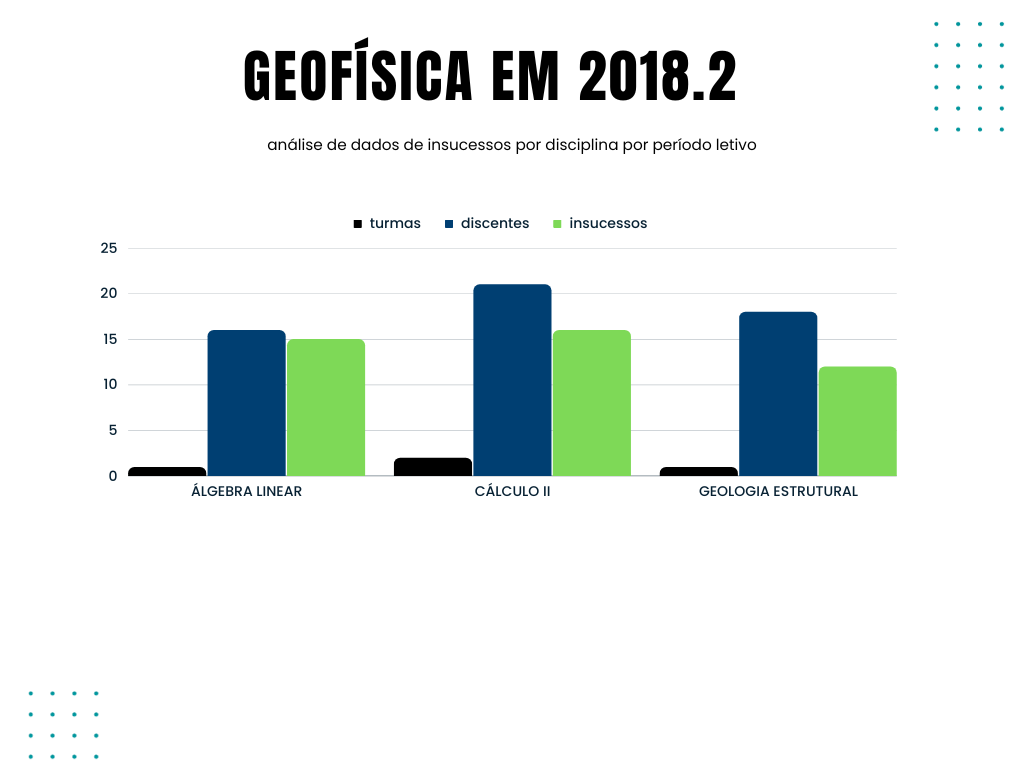 GEOFÍSICA EM 2018.2
análise de dados de insucessos por disciplina por período letivo
turmas discentes insucessos
25
20
15
10
5
0
ÁLGEBRA LINEAR CÁLCULO II GEOLOGIA ESTRUTURAL